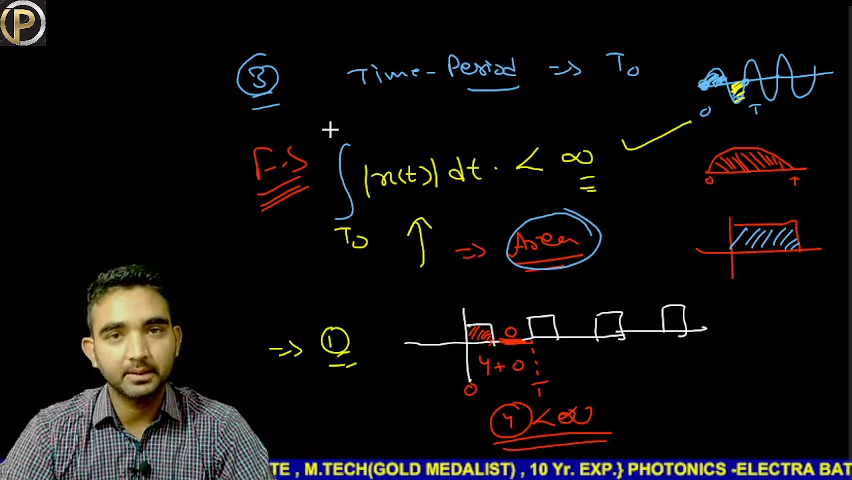 P
③ Time-Period => T₀
0 T
F.S ∫ |x(t)| dt. < ∞
T₀
0 T
=> Area
=> ①
0
4+0
0 T
4 < ∞
TE , M.TECH(GOLD MEDALIST) , 10 Yr. EXP.} PHOTONICS -ELECTRA BAT